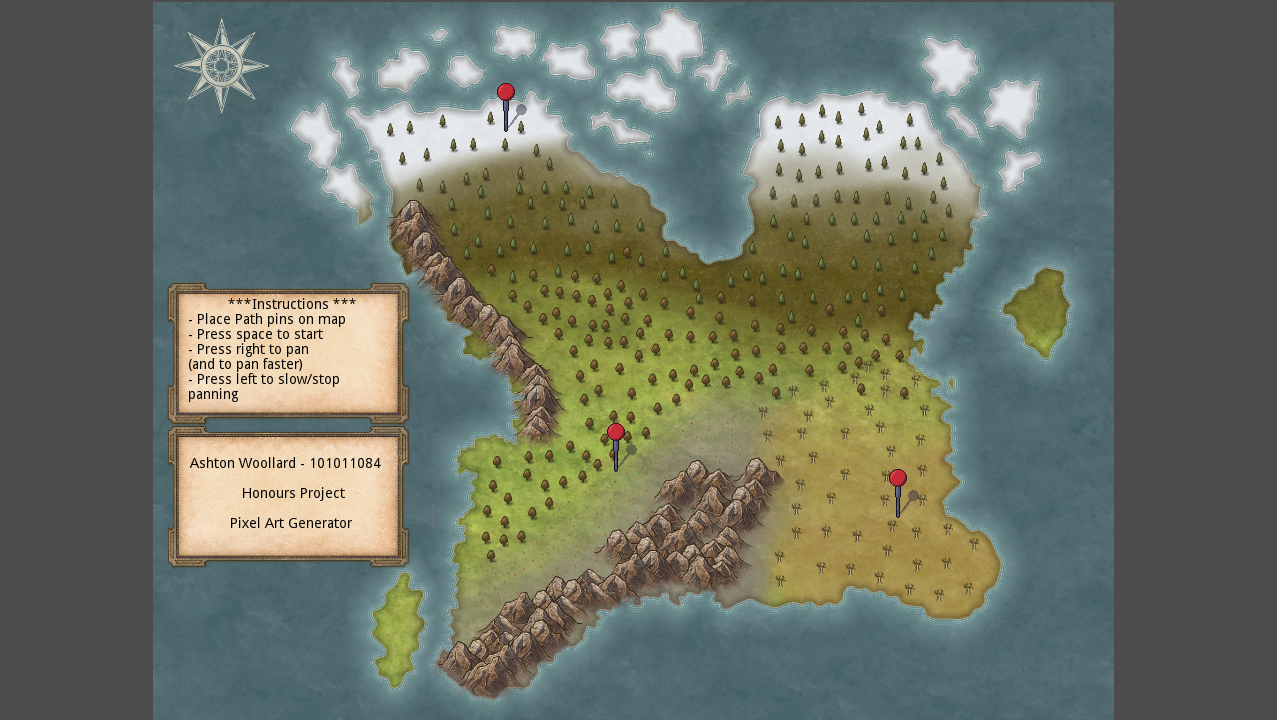 ***Instructions ***
- Place Path pins on map
- Press space to start
- Press right to pan
(and to pan faster)
- Press left to slow/stop
panning
Ashton Woollard - 101011084
Honours Project
Pixel Art Generator